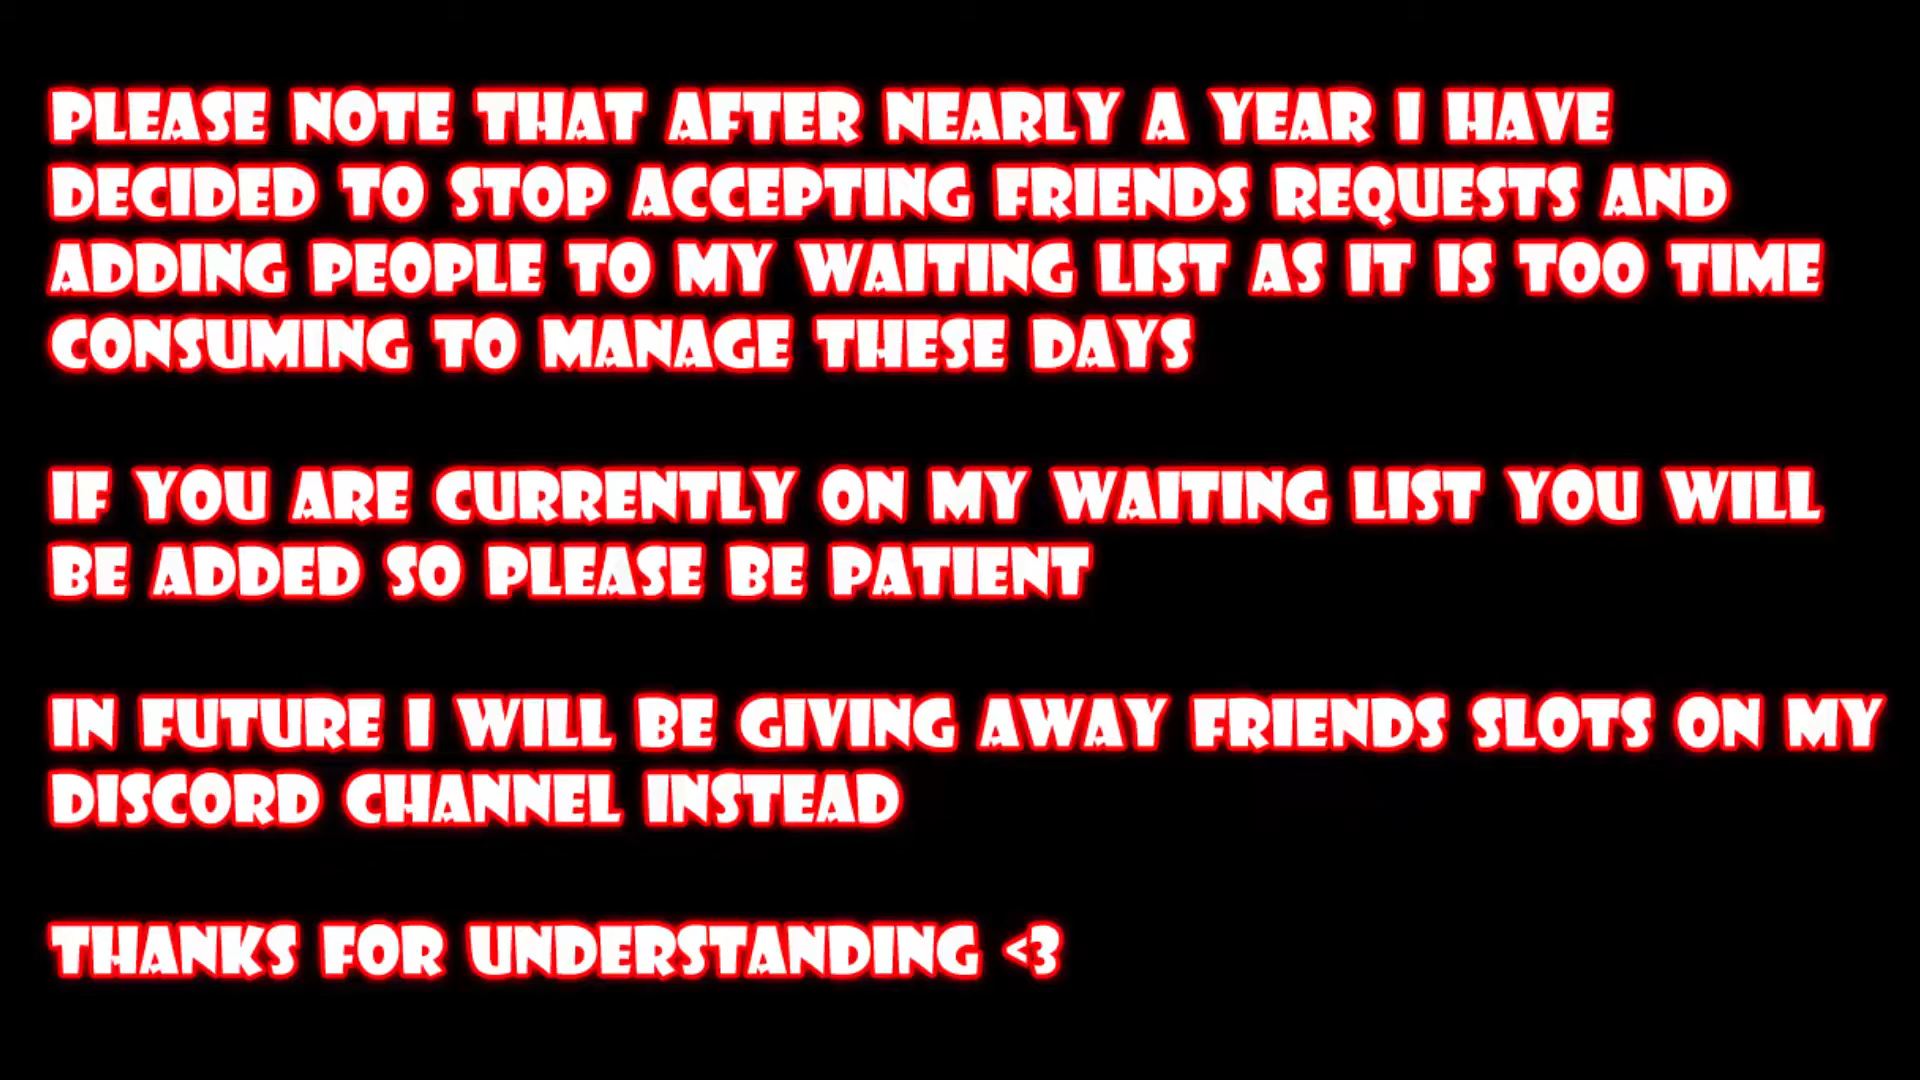 PLEASE NOTE THAT AFTER NEARLY A YEAR I HAVE
DECIDED TO STOP ACCEPTING FRIENDS REQUESTS AND
ADDING PEOPLE TO MY WAITING LIST AS IT IS TOO TIME
CONSUMING TO MANAGE THESE DAYS
IF YOU ARE CURRENTLY ON MY WAITING LIST YOU WILL
BE ADDED SO PLEASE BE PATIENT
IN FUTURE I WILL BE GIVING AWAY FRIENDS SLOTS ON MY
DISCORD CHANNEL INSTEAD
THANKS FOR UNDERSTANDING <3